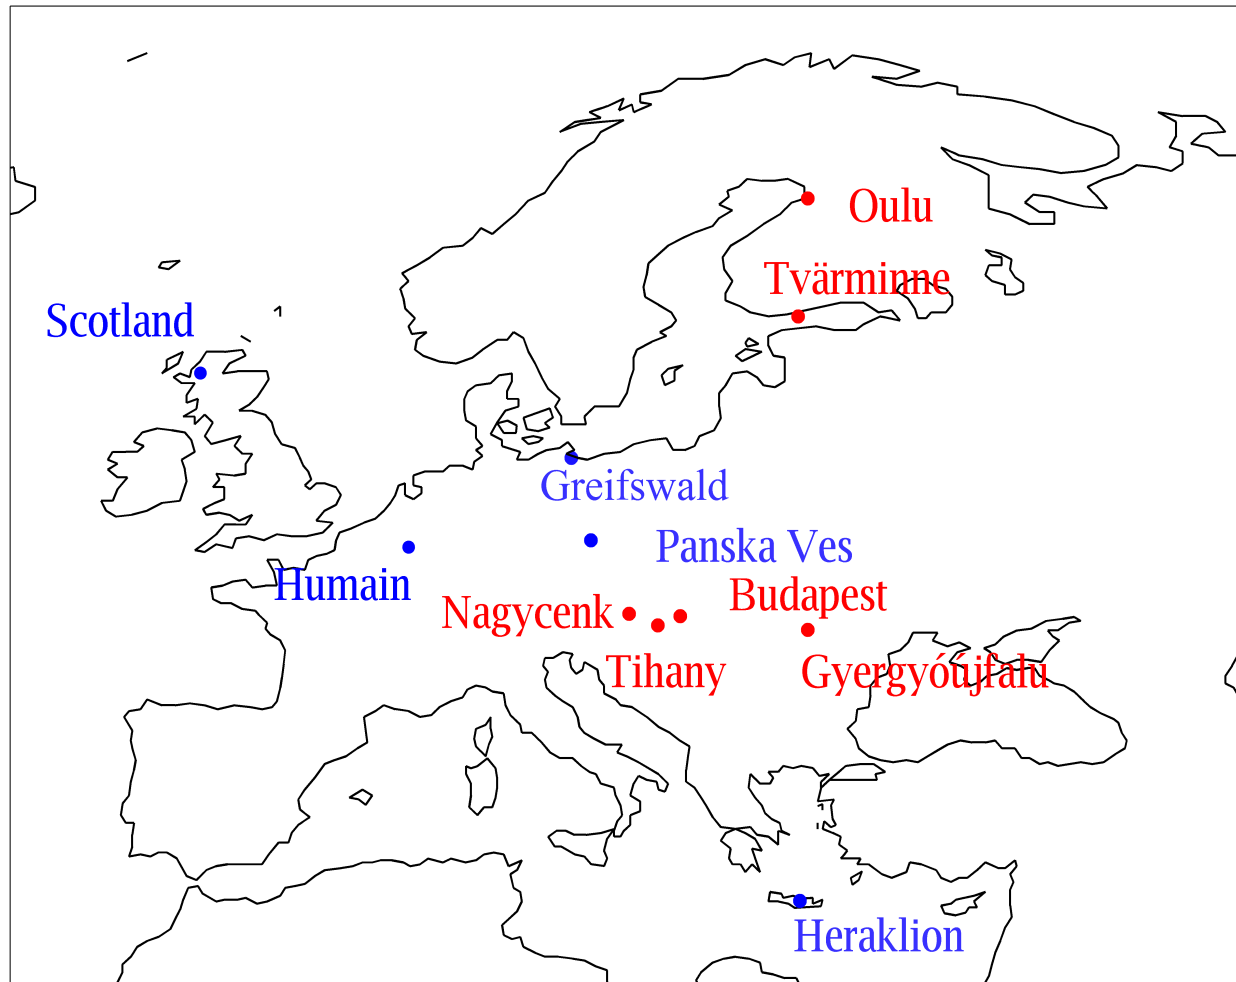 Oulu
Tvärminne
Scotland
Greifswald
Panska Ves
Humain
Budapest
Nagycenk
Tihany
Gyergyóújfalu
Heraklion